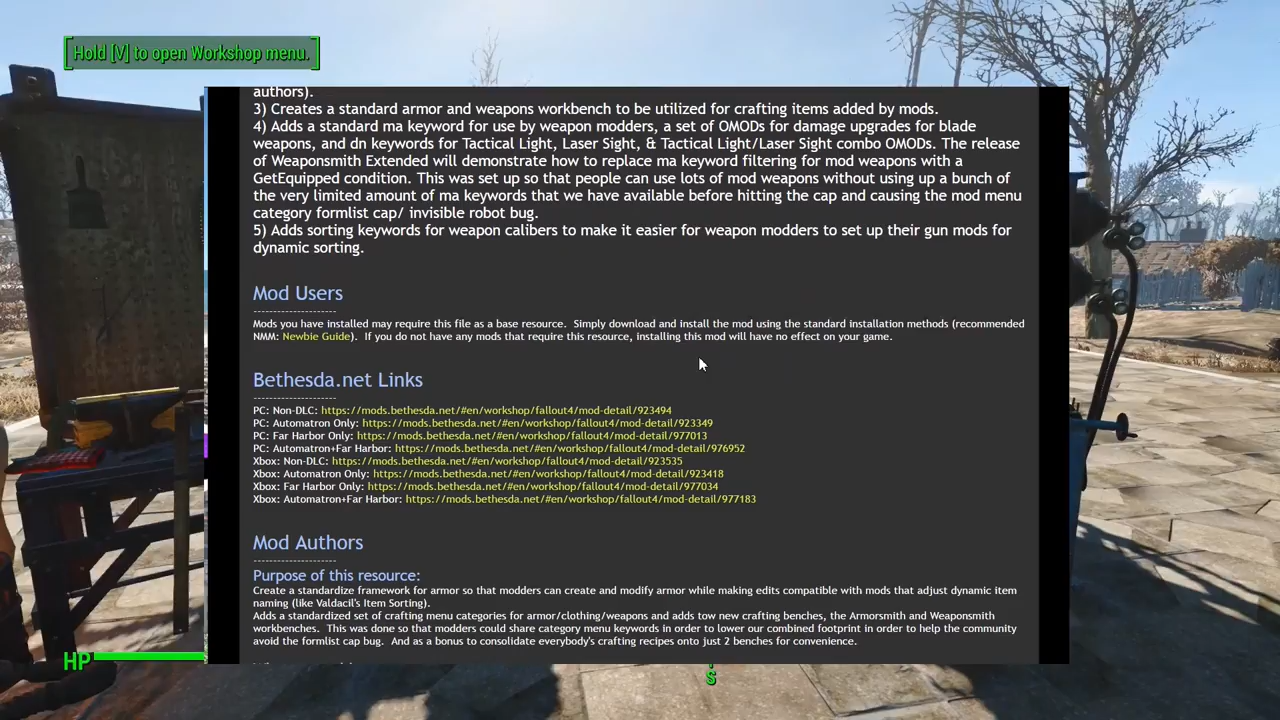 Hold [V] to open Workshop menu.
authors).
3) Creates a standard armor and weapons workbench to be utilized for crafting items added by mods.
4) Adds a standard ma keyword for use by weapon modders, a set of OMODs for damage upgrades for blade
weapons, and dn keywords for Tactical Light, Laser Sight, & Tactical Light/Laser Sight combo OMODs. The release
of Weaponsmith Extended will demonstrate how to replace ma keyword filtering for mod weapons with a
GetEquipped condition. This was set up so that people can use lots of mod weapons without using up a bunch of
the very limited amount of ma keywords that we have available before hitting the cap and causing the mod menu
category formlist cap/ invisible robot bug.
5) Adds sorting keywords for weapon calibers to make it easier for weapon modders to set up their gun mods for
dynamic sorting.
Mod Users
---------------------
Mods you have installed may require this file as a base resource. Simply download and install the mod using the standard installation methods (recommended
NMM: Newbie Guide). If you do not have any mods that require this resource, installing this mod will have no effect on your game.
Bethesda.net Links
---------------------
PC: Non-DLC: https://mods.bethesda.net/#en/workshop/fallout4/mod-detail/923494
PC: Automatron Only: https://mods.bethesda.net/#en/workshop/fallout4/mod-detail/923349
PC: Far Harbor Only: https://mods.bethesda.net/#en/workshop/fallout4/mod-detail/977013
PC: Automatron+Far Harbor: https://mods.bethesda.net/#en/workshop/fallout4/mod-detail/976952
Xbox: Non-DLC: https://mods.bethesda.net/#en/workshop/fallout4/mod-detail/923535
Xbox: Automatron Only: https://mods.bethesda.net/#en/workshop/fallout4/mod-detail/923418
Xbox: Far Harbor Only: https://mods.bethesda.net/#en/workshop/fallout4/mod-detail/977034
Xbox: Automatron+Far Harbor: https://mods.bethesda.net/#en/workshop/fallout4/mod-detail/977183
Mod Authors
---------------------
Purpose of this resource:
Create a standardize framework for armor so that modders can create and modify armor while making edits compatible with mods that adjust dynamic item
naming (like Valdacil's Item Sorting).
Adds a standardized set of crafting menu categories for armor/clothing/weapons and adds tow new crafting benches, the Armorsmith and Weaponsmith
workbenches. This was done so that modders could share category menu keywords in order to lower our combined footprint in order to help the community
avoid the formlist cap bug. And as a bonus to consolidate everybody's crafting recipes onto just 2 benches for convenience.
HP
S